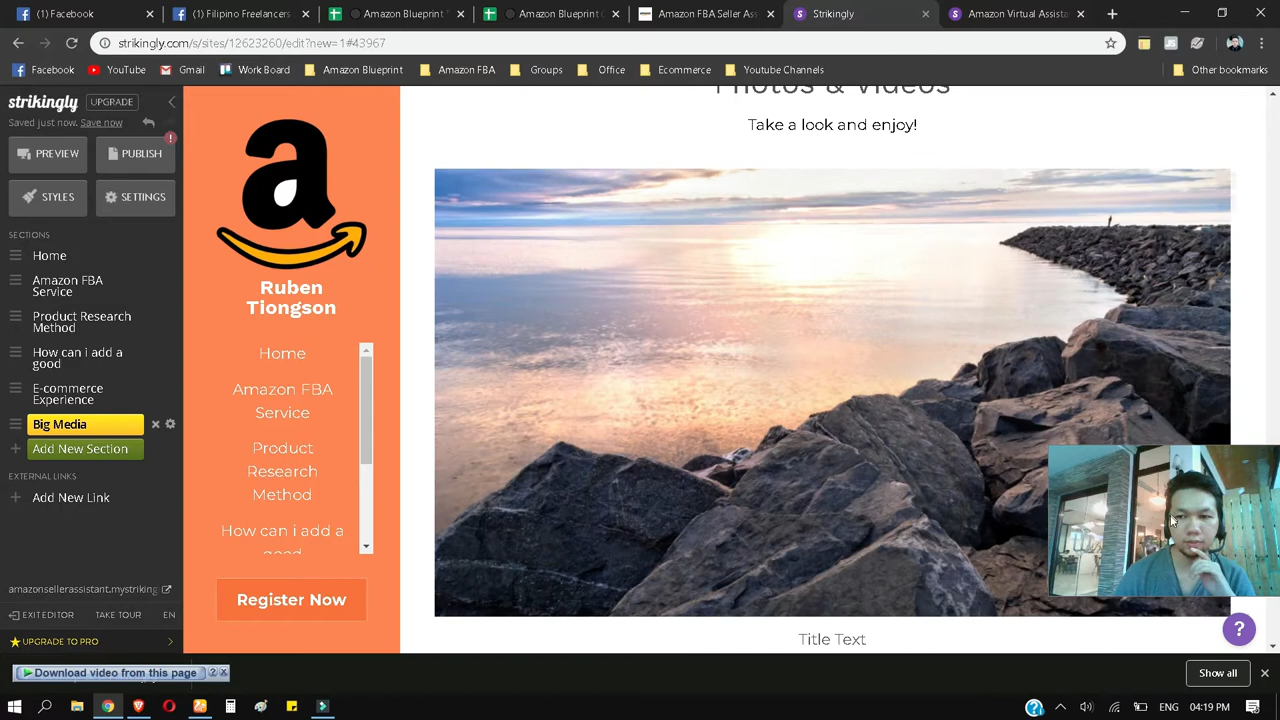 (1) Facebook
(1) Filipino Freelancers
Amazon Blueprint
Amazon Blueprint
Amazon FBA Seller Ass
Strikingly
Amazon Virtual Assista
strikingly.com/s/sites/12623260/edit?new=1#43967
Facebook
YouTube
Gmail
Work Board
Amazon Blueprint
Amazon FBA
Groups
Office
Ecommerce
Youtube Channels
Other bookmarks
strikingly
UPGRADE
Saved just now. Save now
PREVIEW
PUBLISH
STYLES
SETTINGS
SECTIONS
Home
Amazon FBA
Service
Product Research
Method
How can i add a
good
E-commerce
Experience
Big Media
Add New Section
EXTERNAL LINKS
Add New Link
amazonsellerassistant.mystriking
EXIT EDITOR
TAKE TOUR
EN
UPGRADE TO PRO
a
Ruben
Tiongson
Home
Amazon FBA
Service
Product
Research
Method
How can i add a
good
Register Now
Photos & Videos
Take a look and enjoy!
Title Text
?
Download video from this page
?
Show all
ENG
04:19 PM